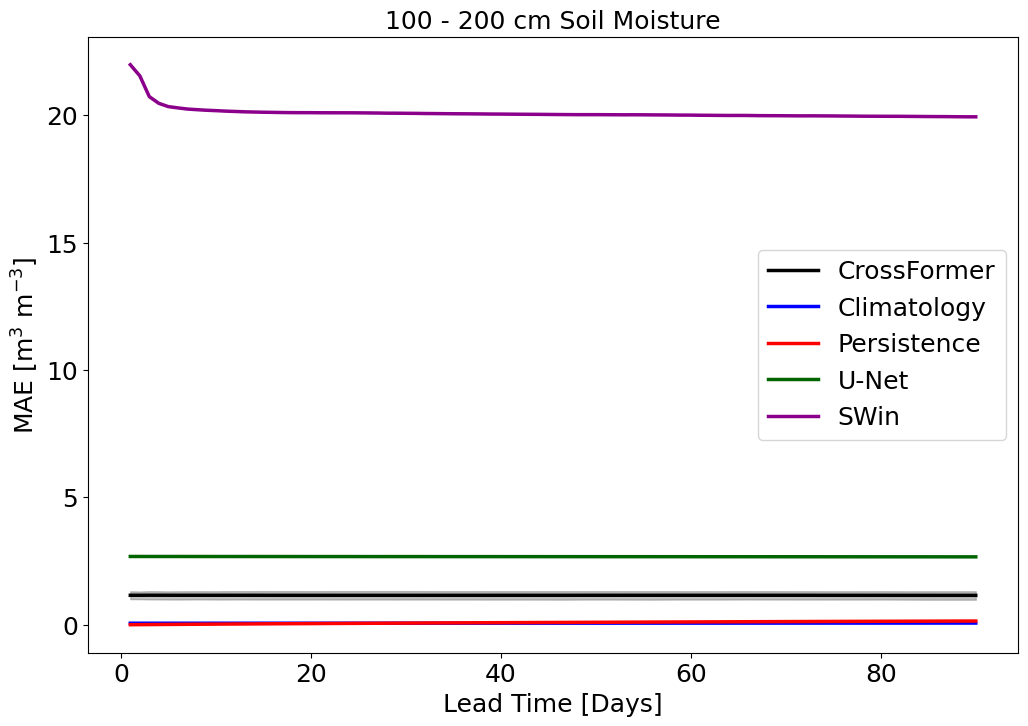 100 - 200 cm Soil Moisture
MAE [m³ m⁻³]
20
15
10
5
0
CrossFormer
Climatology
Persistence
U-Net
SWin
0 20 40 60 80
Lead Time [Days]